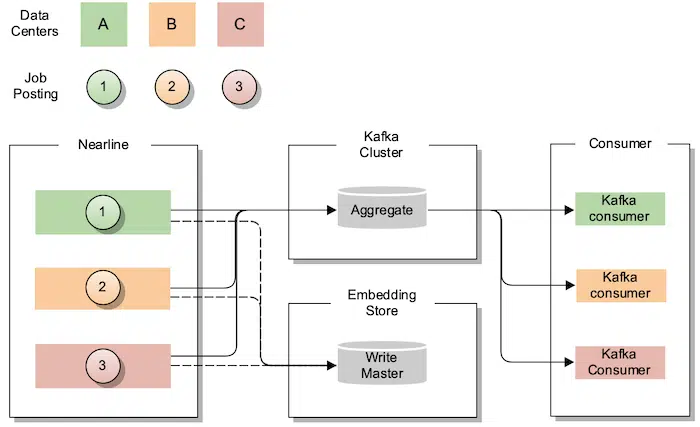 Data
Centers
A
B
C
Job
Posting
1
2
3
Nearline
1
2
3
Kafka
Cluster
Aggregate
Embedding
Store
Write
Master
Consumer
Kafka
consumer
Kafka
consumer
Kafka
Consumer